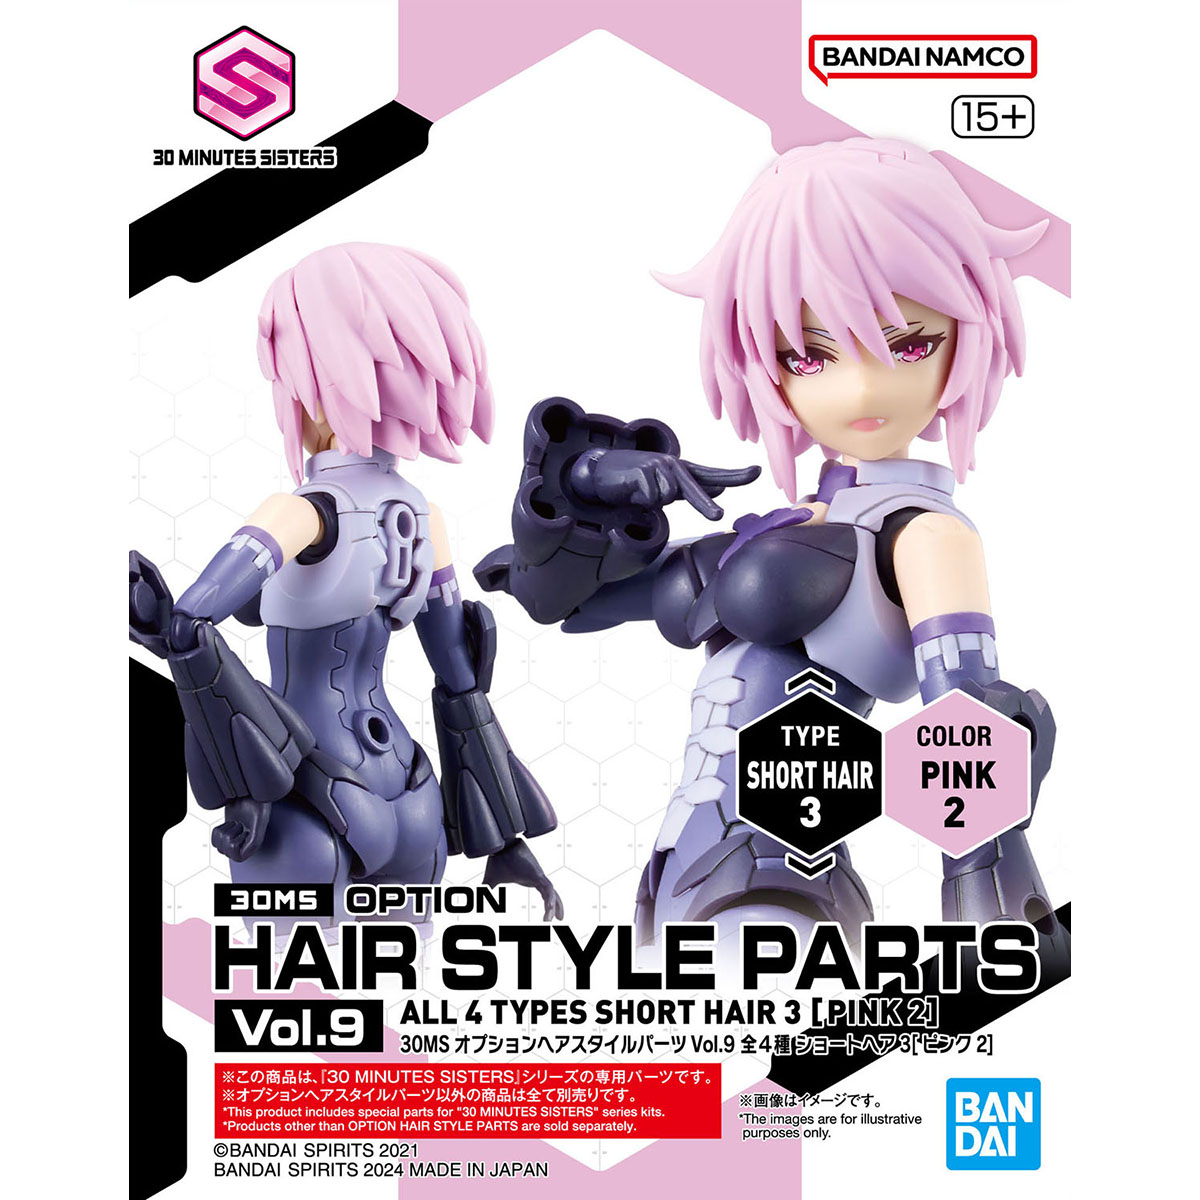 30 MINUTES SISTERS
BANDAI NAMCO
15+
TYPE
SHORT HAIR
3
COLOR
PINK
2
30MS OPTION
HAIR STYLE PARTS
Vol.9
ALL 4 TYPES SHORT HAIR 3 [PINK 2]
30MS オプションヘアスタイルパーツ Vol.9 全4種 ショートヘア 3[ ピンク 2]
※この商品は、『30 MINUTES SISTERS』シリーズの専用パーツです。
※オプションヘアスタイルパーツ以外の商品は全て別売りです。
*This product includes special parts for "30 MINUTES SISTERS" series kits.
*Products other than OPTION HAIR STYLE PARTS are sold separately.
※画像はイメージです。
*The images are for illustrative
purposes only.
BAN
DAI
©BANDAI SPIRITS 2021
BANDAI SPIRITS 2024 MADE IN JAPAN